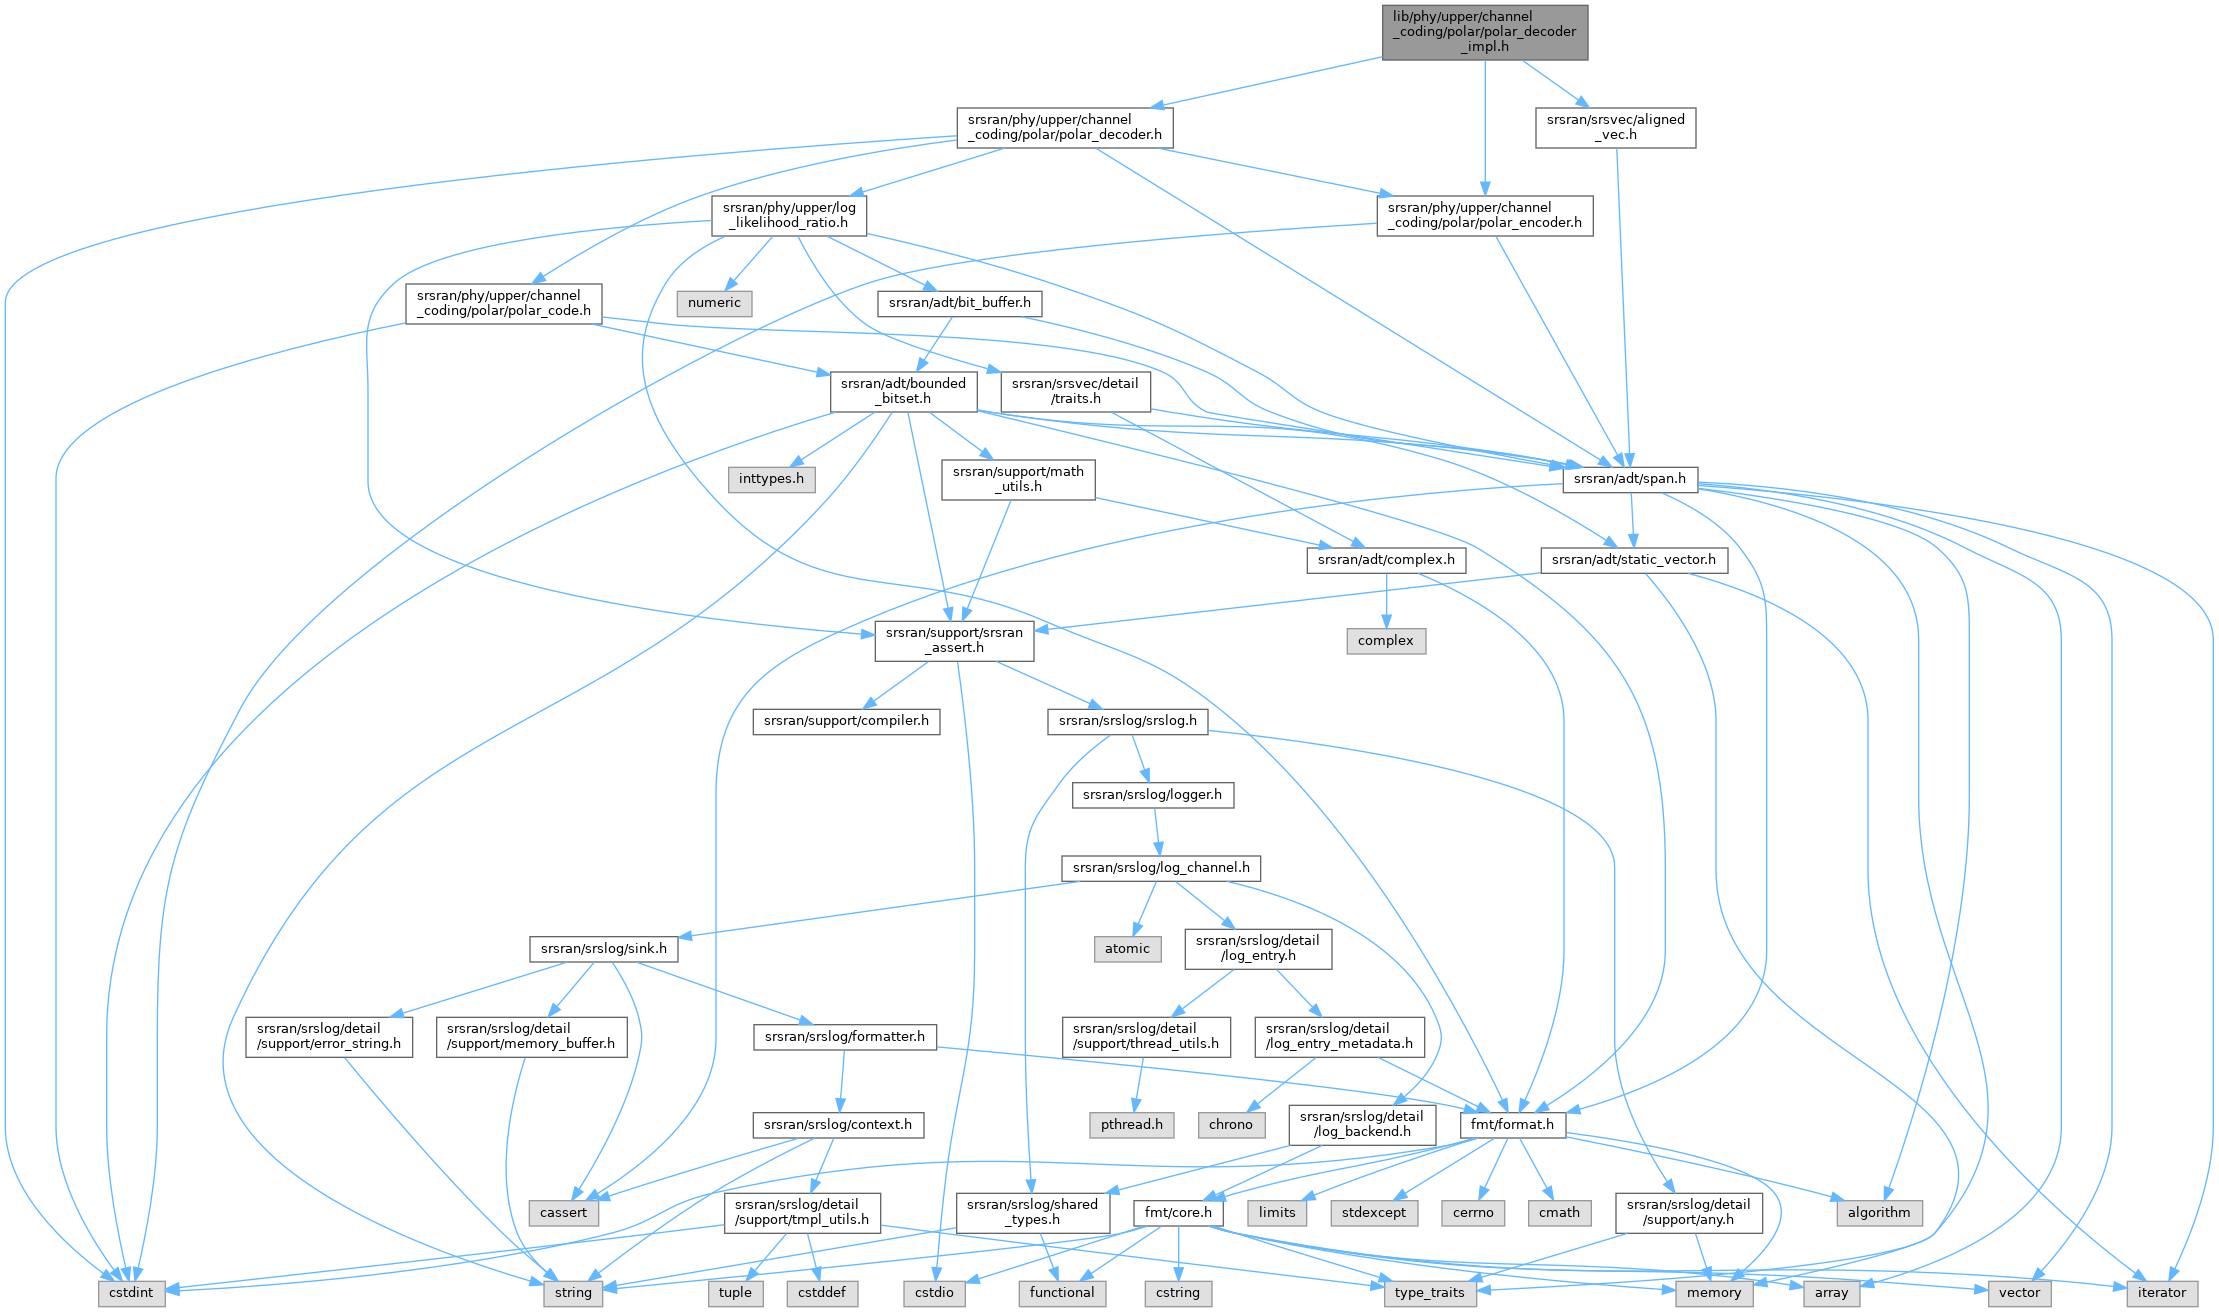 lib/phy/upper/channel
_coding/polar/polar_decoder
_impl.h
srsran/phy/upper/channel
_coding/polar/polar_decoder.h
srsran/srsvec/aligned
_vec.h
srsran/phy/upper/log
_likelihood_ratio.h
srsran/phy/upper/channel
_coding/polar/polar_encoder.h
srsran/phy/upper/channel
_coding/polar/polar_code.h
numeric
srsran/adt/bit_buffer.h
srsran/adt/bounded
_bitset.h
srsran/srsvec/detail
/traits.h
inttypes.h
srsran/support/math
_utils.h
srsran/adt/span.h
srsran/adt/complex.h
srsran/adt/static_vector.h
srsran/support/srsran
_assert.h
complex
srsran/support/compiler.h
srsran/srslog/srslog.h
srsran/srslog/logger.h
srsran/srslog/log_channel.h
srsran/srslog/sink.h
atomic
srsran/srslog/detail
/log_entry.h
srsran/srslog/detail
/support/error_string.h
srsran/srslog/detail
/support/memory_buffer.h
srsran/srslog/formatter.h
srsran/srslog/detail
/support/thread_utils.h
srsran/srslog/detail
/log_entry_metadata.h
srsran/srslog/context.h
pthread.h
chrono
srsran/srslog/detail
/log_backend.h
fmt/format.h
cassert
srsran/srslog/detail
/support/tmpl_utils.h
srsran/srslog/shared
_types.h
fmt/core.h
limits
stdexcept
cerrno
cmath
srsran/srslog/detail
/support/any.h
algorithm
cstdint
string
tuple
cstddef
cstdio
functional
cstring
type_traits
memory
array
vector
iterator